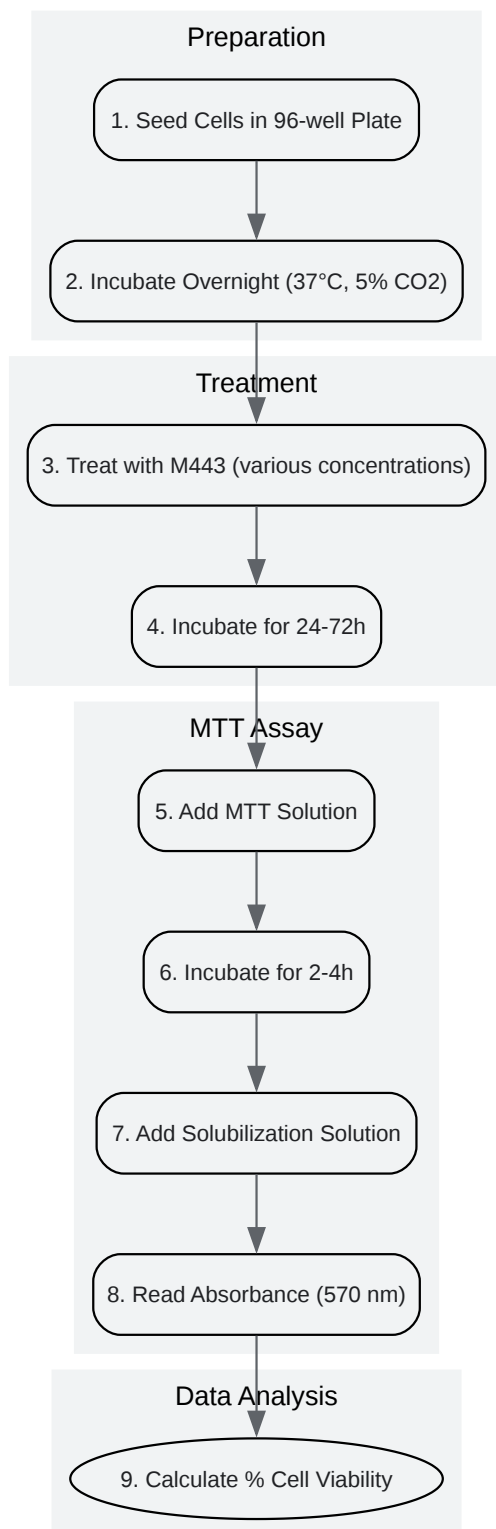 Preparation
1. Seed Cells in 96-well Plate
2. Incubate Overnight (37°C, 5% CO2)
Treatment
3. Treat with M443 (various concentrations)
4. Incubate for 24-72h
MTT Assay
5. Add MTT Solution
6. Incubate for 2-4h
7. Add Solubilization Solution
8. Read Absorbance (570 nm)
Data Analysis
9. Calculate % Cell Viability